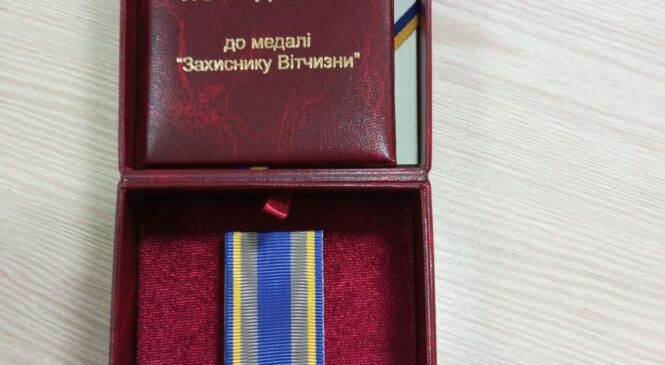 до медалі
"Захиснику Вітчизни"